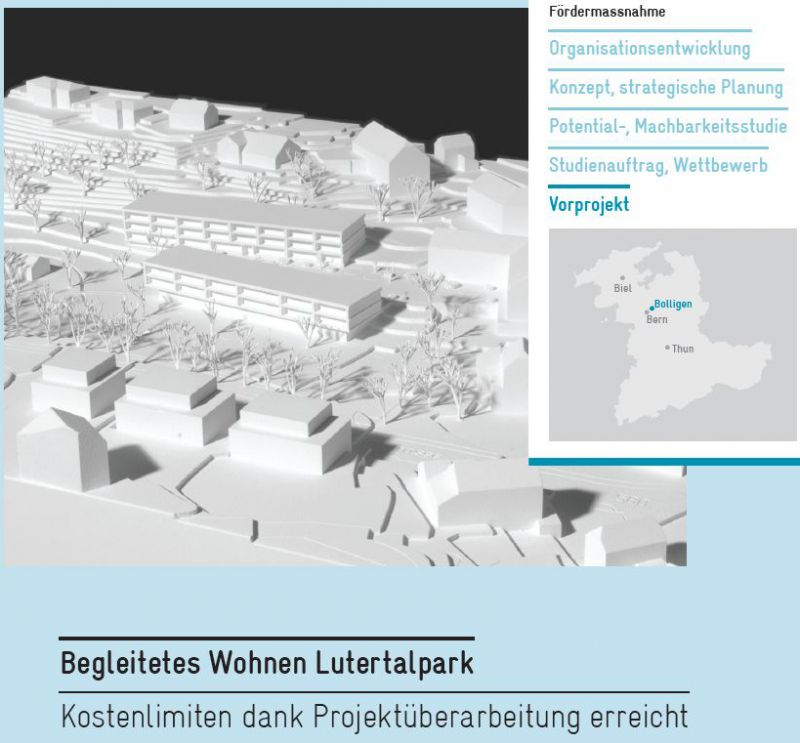 Fördermassnahme
Organisationsentwicklung
Konzept, strategische Planung
Potential-, Machbarkeitsstudie
Studienauftrag, Wettbewerb
Vorprojekt
Biel
Bolligen
Bern
Thun
Begleitetes Wohnen Lutertalpark
Kostenlimiten dank Projektüberarbeitung erreicht